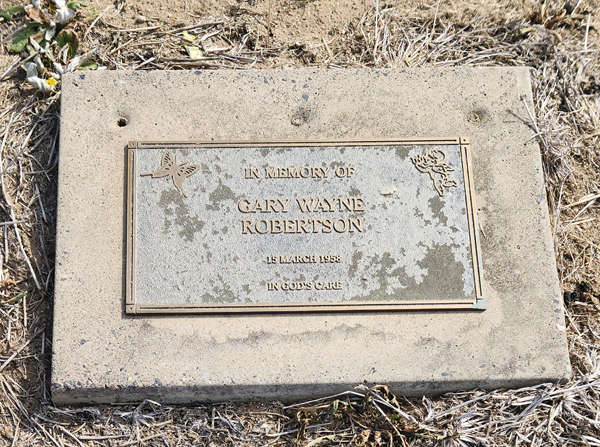 IN MEMORY OF
GARY WAYNE
ROBERTSON
15 MARCH 1958
IN GOD'S CARE